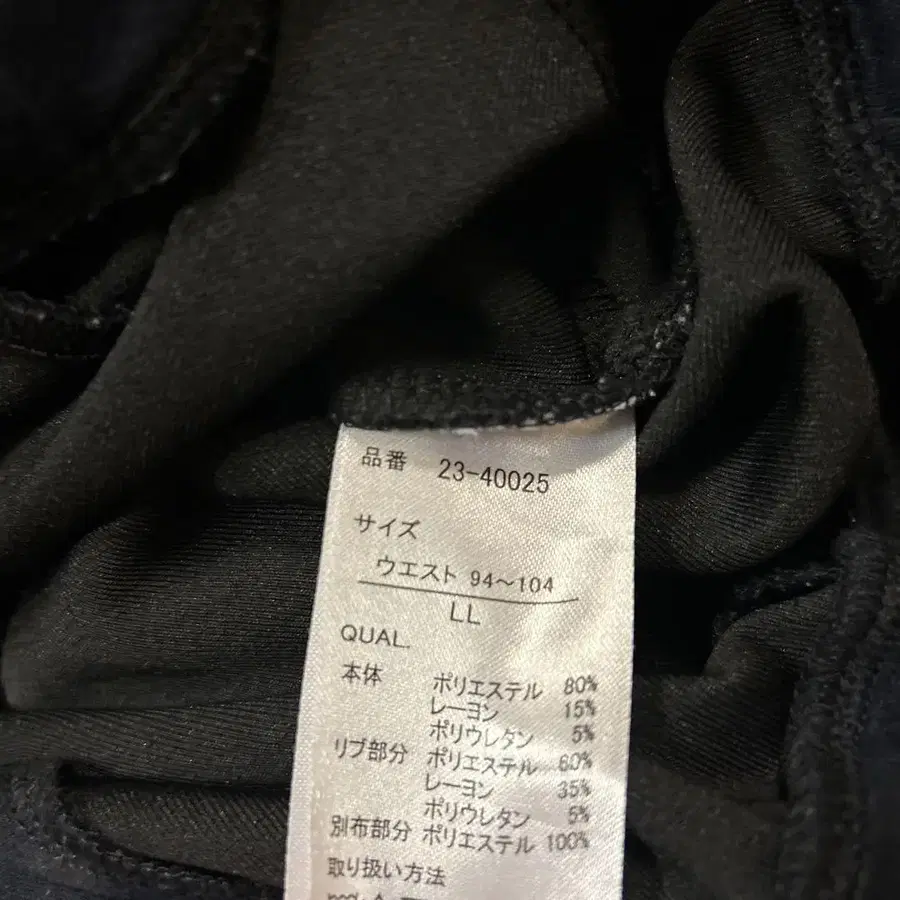 品番 23-40025
サイズ
ウエスト 94～104
LL
QUAL.
本体 ポリエステル 80%
レーヨン 15%
ポリウレタン 5%
リブ部分 ポリエステル 60%
レーヨン 35%
ポリウレタン 5%
別布部分 ポリエステル 100%
取り扱い方法